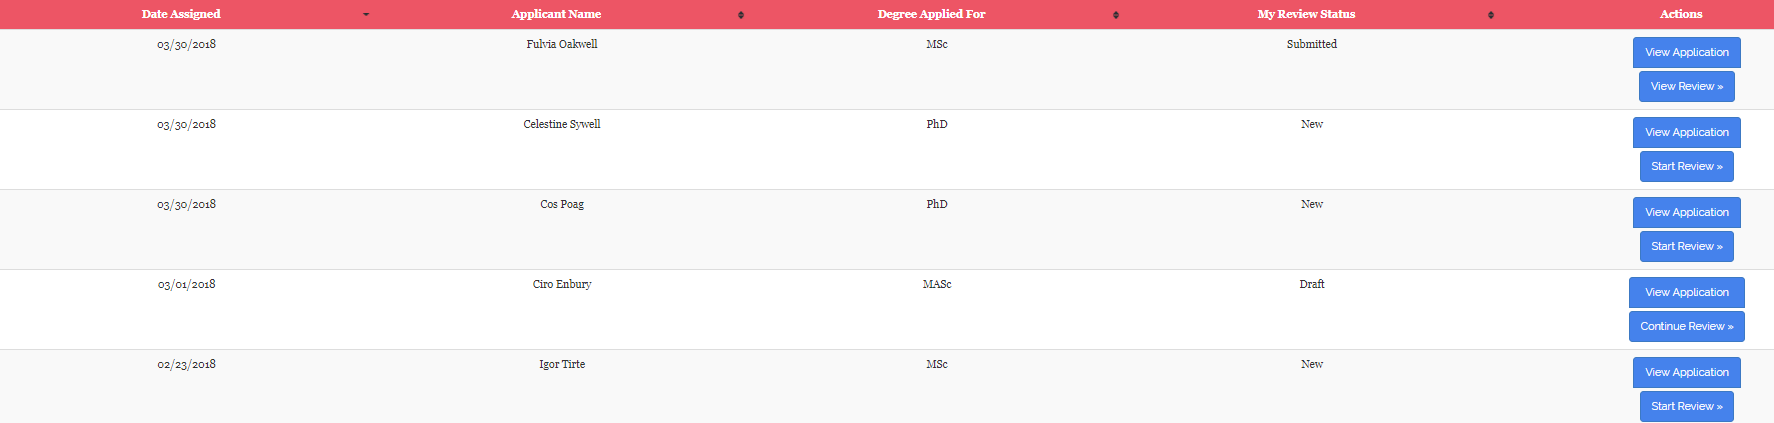 Date Assigned Applicant Name Degree Applied For My Review Status Actions
03/30/2018 Fulvia Oakwell MSc Submitted View Application
View Review »
03/30/2018 Celestine Sywell PhD New View Application
Start Review »
03/30/2018 Cos Poag PhD New View Application
Start Review »
03/01/2018 Ciro Enbury MASc Draft View Application
Continue Review »
02/23/2018 Igor Tirte MSc New View Application
Start Review »